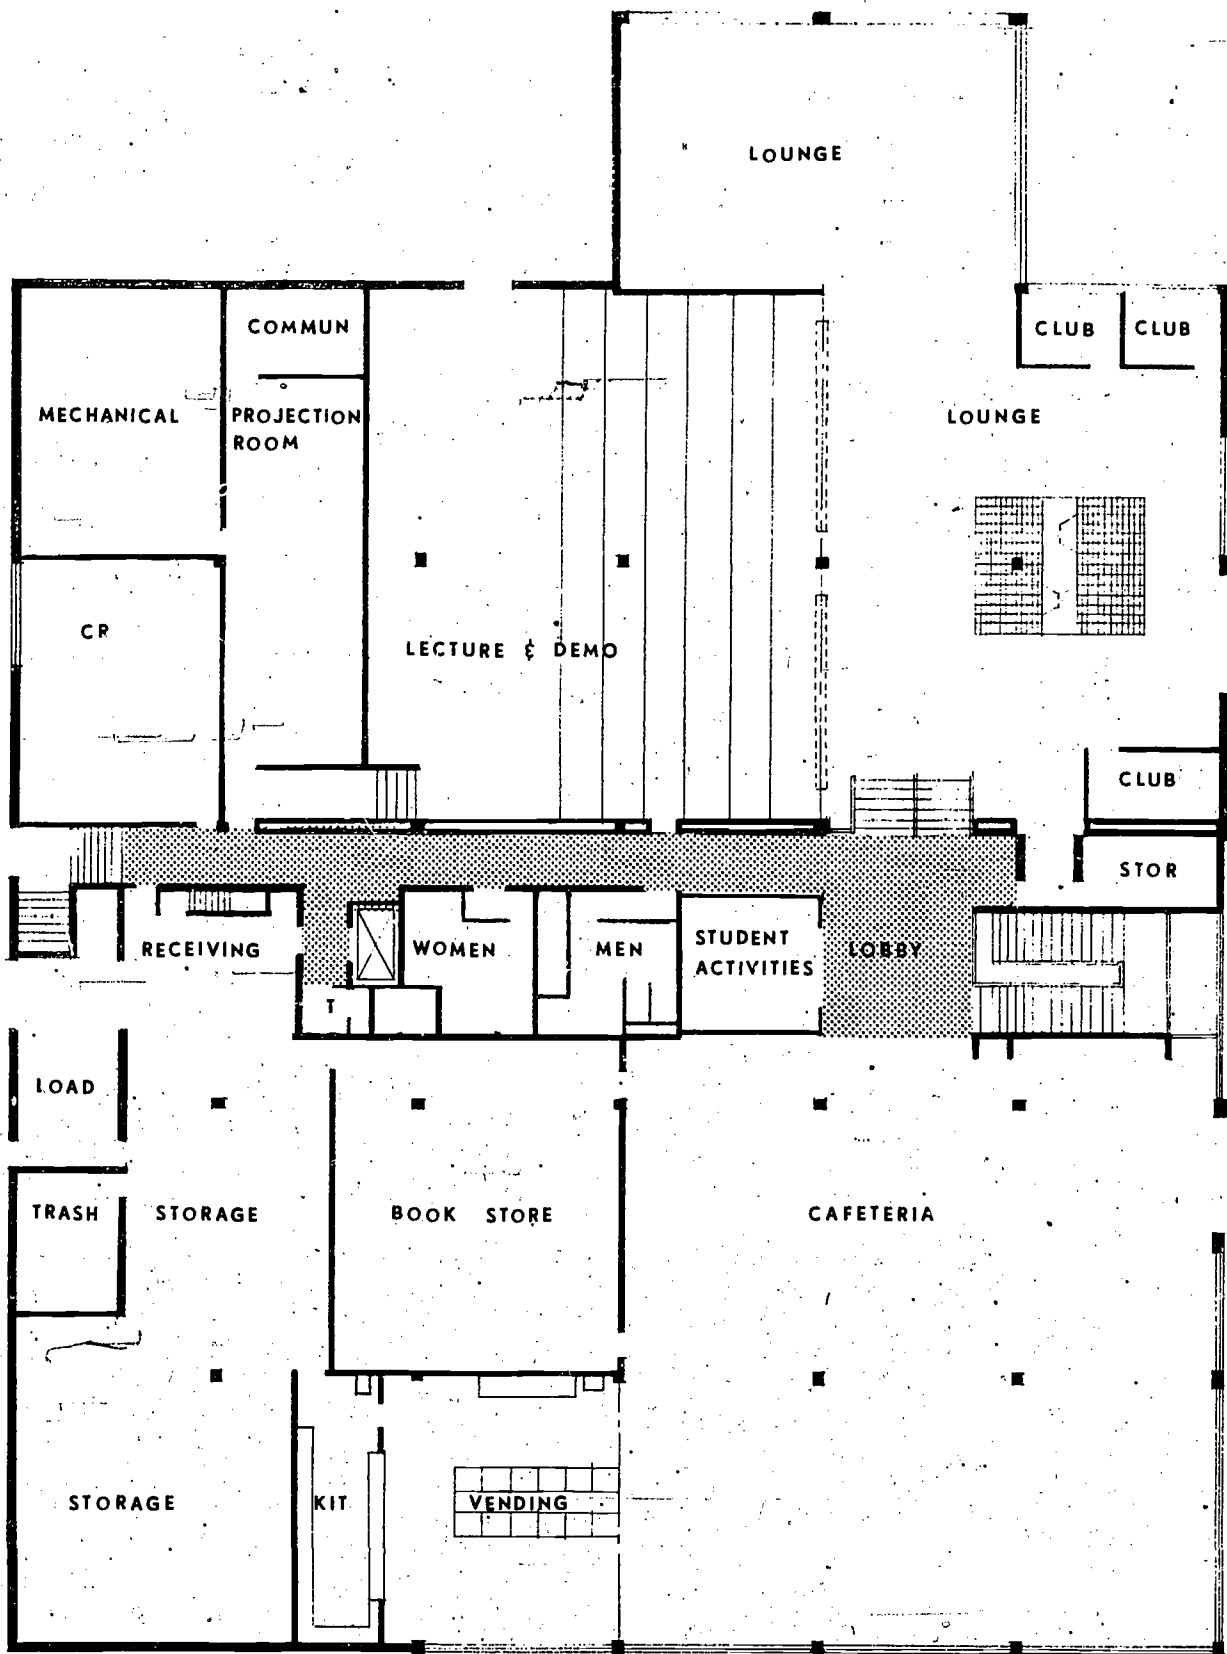 LOUNGE
COMMUN
CLUB
CLUB
MECHANICAL
PROJECTION
ROOM
LOUNGE
CR
LECTURE & DEMO
CLUB
STOR
RECEIVING
WOMEN
MEN
STUDENT
ACTIVITIES
LOBBY
T
LOAD
TRASH
STORAGE
BOOK STORE
CAFETERIA
STORAGE
KIT
VENDING